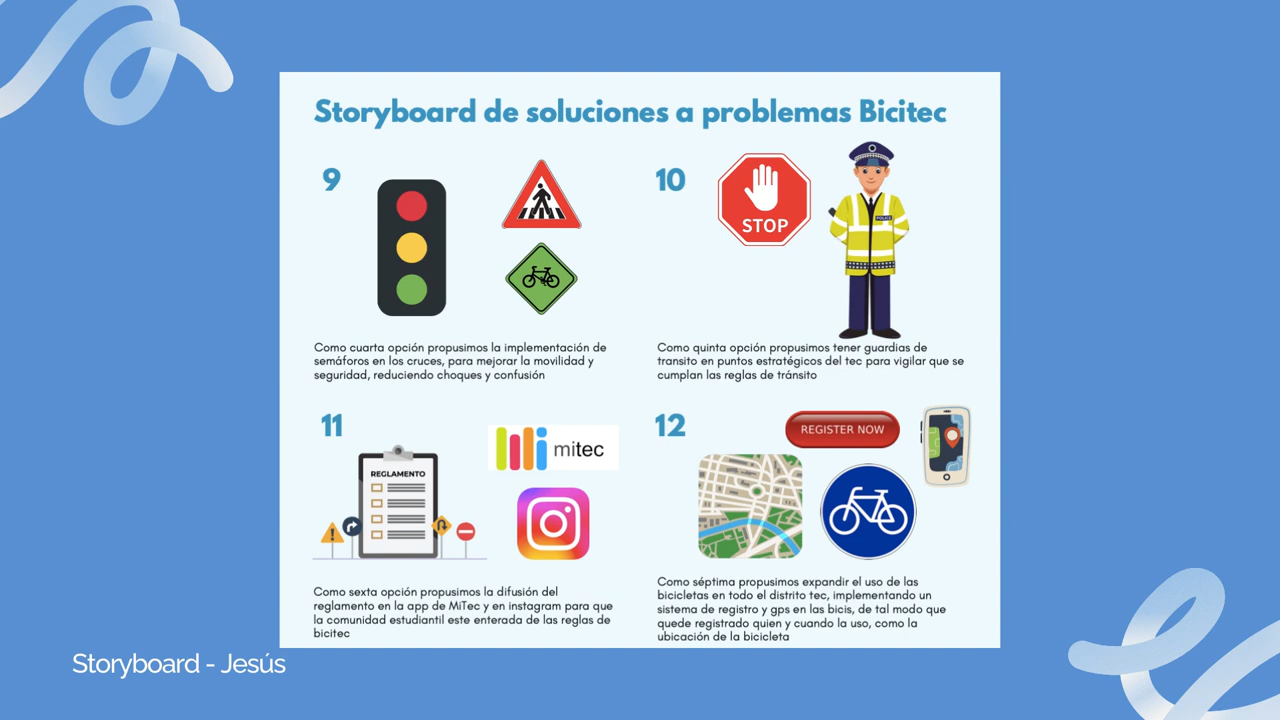 Storyboard de soluciones a problemas Bicitec
9
10
STOP
POLICE
Como cuarta opción propusimos la implementación de
semáforos en los cruces, para mejorar la movilidad y
seguridad, reduciendo choques y confusión
Como quinta opción propusimos tener guardias de
transito en puntos estratégicos del tec para vigilar que se
cumplan las reglas de tránsito
11
mitec
REGLAMENTO
12
REGISTER NOW
Como sexta opción propusimos la difusión del
reglamento en la app de MiTec y en instagram para que
la comunidad estudiantil este enterada de las reglas de
bicitec
Como séptima propusimos expandir el uso de las
bicicletas en todo el distrito tec, implementando un
sistema de registro y gps en las bicis, de tal modo que
quede registrado quien y cuando la uso, como la
ubicación de la bicicleta
Storyboard - Jesús